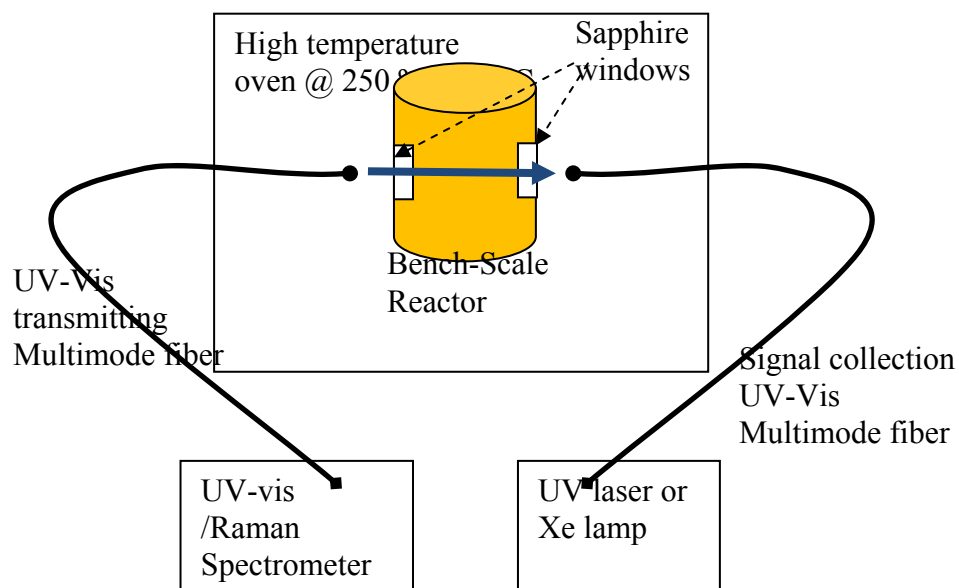 High temperature
oven @ 250
Sapphire
windows
Bench-Scale
Reactor
UV-Vis
transmitting
Multimode fiber
Signal collection
UV-Vis
Multimode fiber
UV-vis
/Raman
Spectrometer
UV laser or
Xe lamp